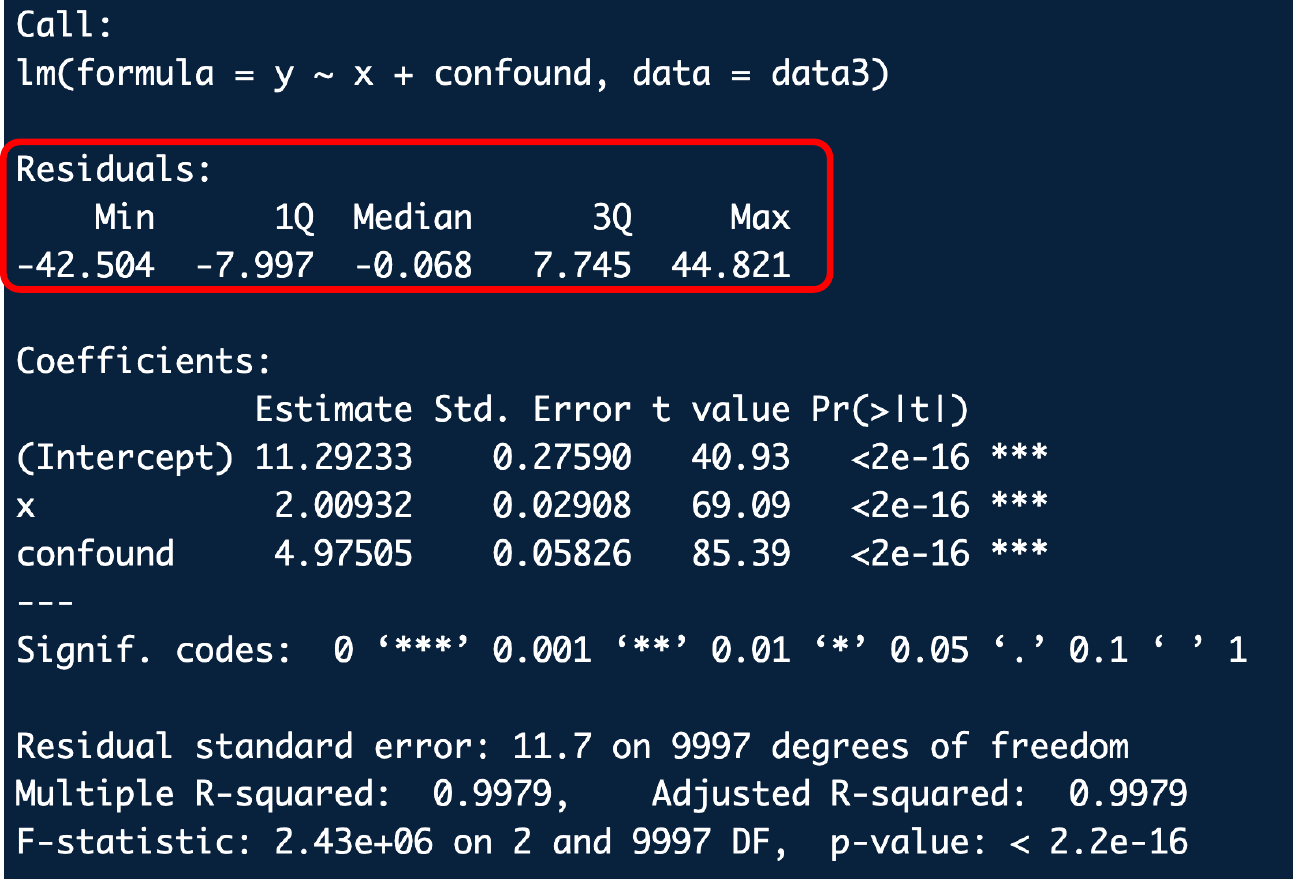 Call:
lm(formula = y ~ x + confound, data = data3)
Residuals:
Min 1Q Median 3Q Max
-42.504 -7.997 -0.068 7.745 44.821
Coefficients:
Estimate Std. Error t value Pr(>|t|)
(Intercept) 11.29233 0.27590 40.93 <2e-16 ***
x 2.00932 0.02908 69.09 <2e-16 ***
confound 4.97505 0.05826 85.39 <2e-16 ***
---
Signif. codes: 0 ‘***’ 0.001 ‘**’ 0.01 ‘*’ 0.05 ‘.’ 0.1 ‘ ’ 1
Residual standard error: 11.7 on 9997 degrees of freedom
Multiple R-squared: 0.9979, Adjusted R-squared: 0.9979
F-statistic: 2.43e+06 on 2 and 9997 DF, p-value: < 2.2e-16